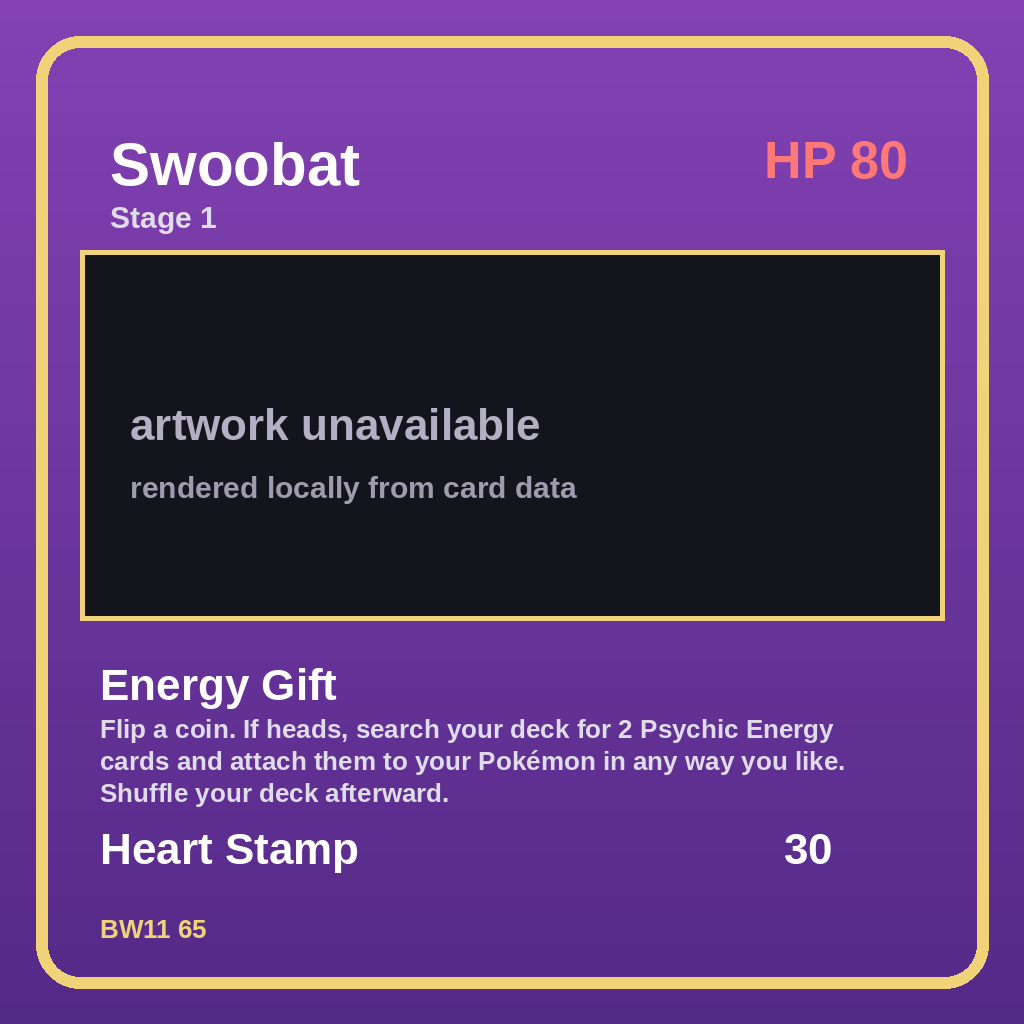 Swoobat
HP 80
Stage 1
artwork unavailable
rendered locally from card data
Energy Gift
Flip a coin. If heads, search your deck for 2 Psychic Energy
cards and attach them to your Pokémon in any way you like.
Shuffle your deck afterward.
Heart Stamp 30
BW11 65